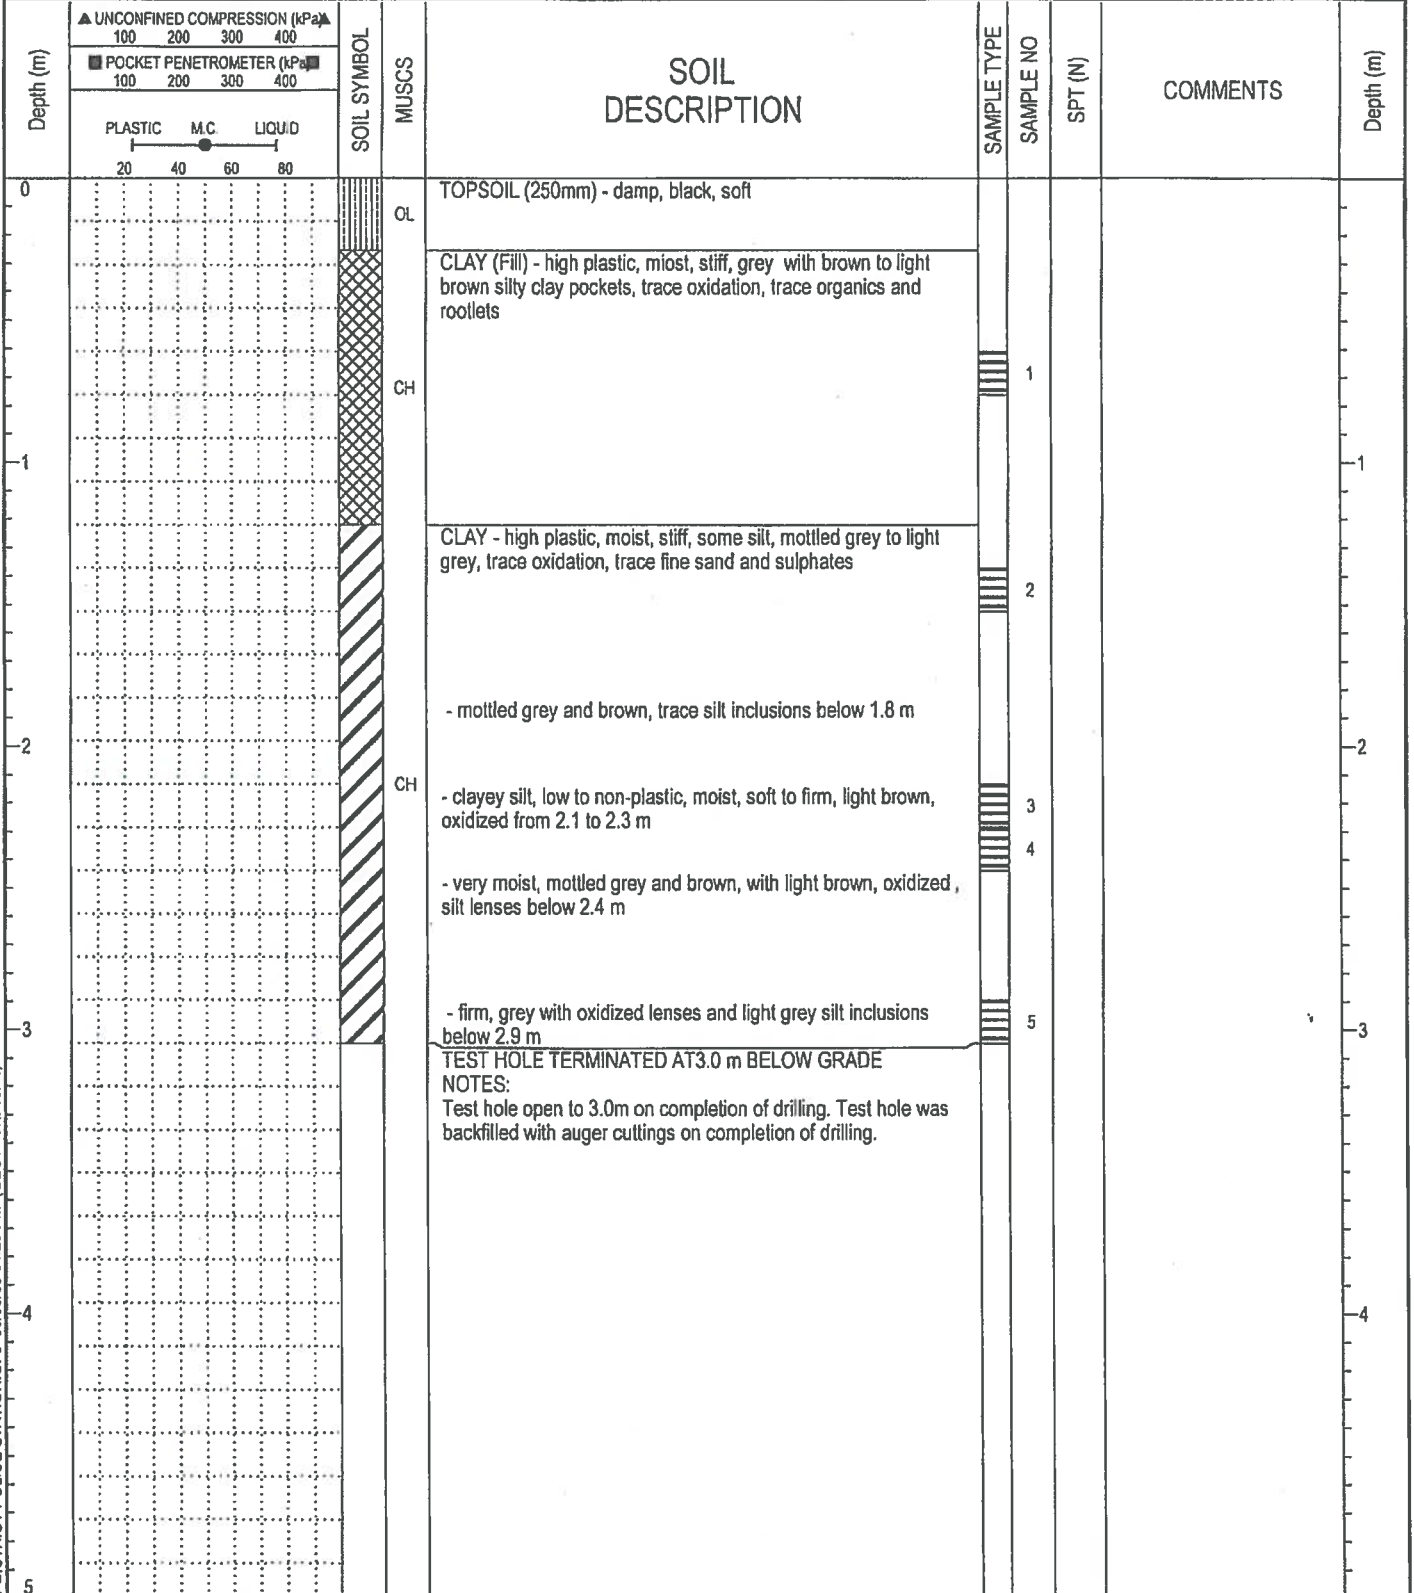 ▲ UNCONFINED COMPRESSION (kPa)▲
100 200 300 400
■ POCKET PENETROMETER (kPa)■
100 200 300 400
PLASTIC M.C. LIQUID
20 40 60 80
Depth (m)
SOIL SYMBOL
MUSCS
SOIL
DESCRIPTION
SAMPLE TYPE
SAMPLE NO
SPT (N)
COMMENTS
Depth (m)
0
OL
TOPSOIL (250mm) - damp, black, soft
CLAY (Fill) - high plastic, miost, stiff, grey with brown to light
brown silty clay pockets, trace oxidation, trace organics and
rootlets
CH
1
1
1
CLAY - high plastic, moist, stiff, some silt, mottled grey to light
grey, trace oxidation, trace fine sand and sulphates
2
- mottled grey and brown, trace silt inclusions below 1.8 m
2
2
CH
- clayey silt, low to non-plastic, moist, soft to firm, light brown,
oxidized from 2.1 to 2.3 m
3
4
- very moist, mottled grey and brown, with light brown, oxidized ,
silt lenses below 2.4 m
- firm, grey with oxidized lenses and light grey silt inclusions
below 2.9 m
5
3
3
TEST HOLE TERMINATED AT3.0 m BELOW GRADE
NOTES:
Test hole open to 3.0m on completion of drilling. Test hole was
backfilled with auger cuttings on completion of drilling.
4
4
5